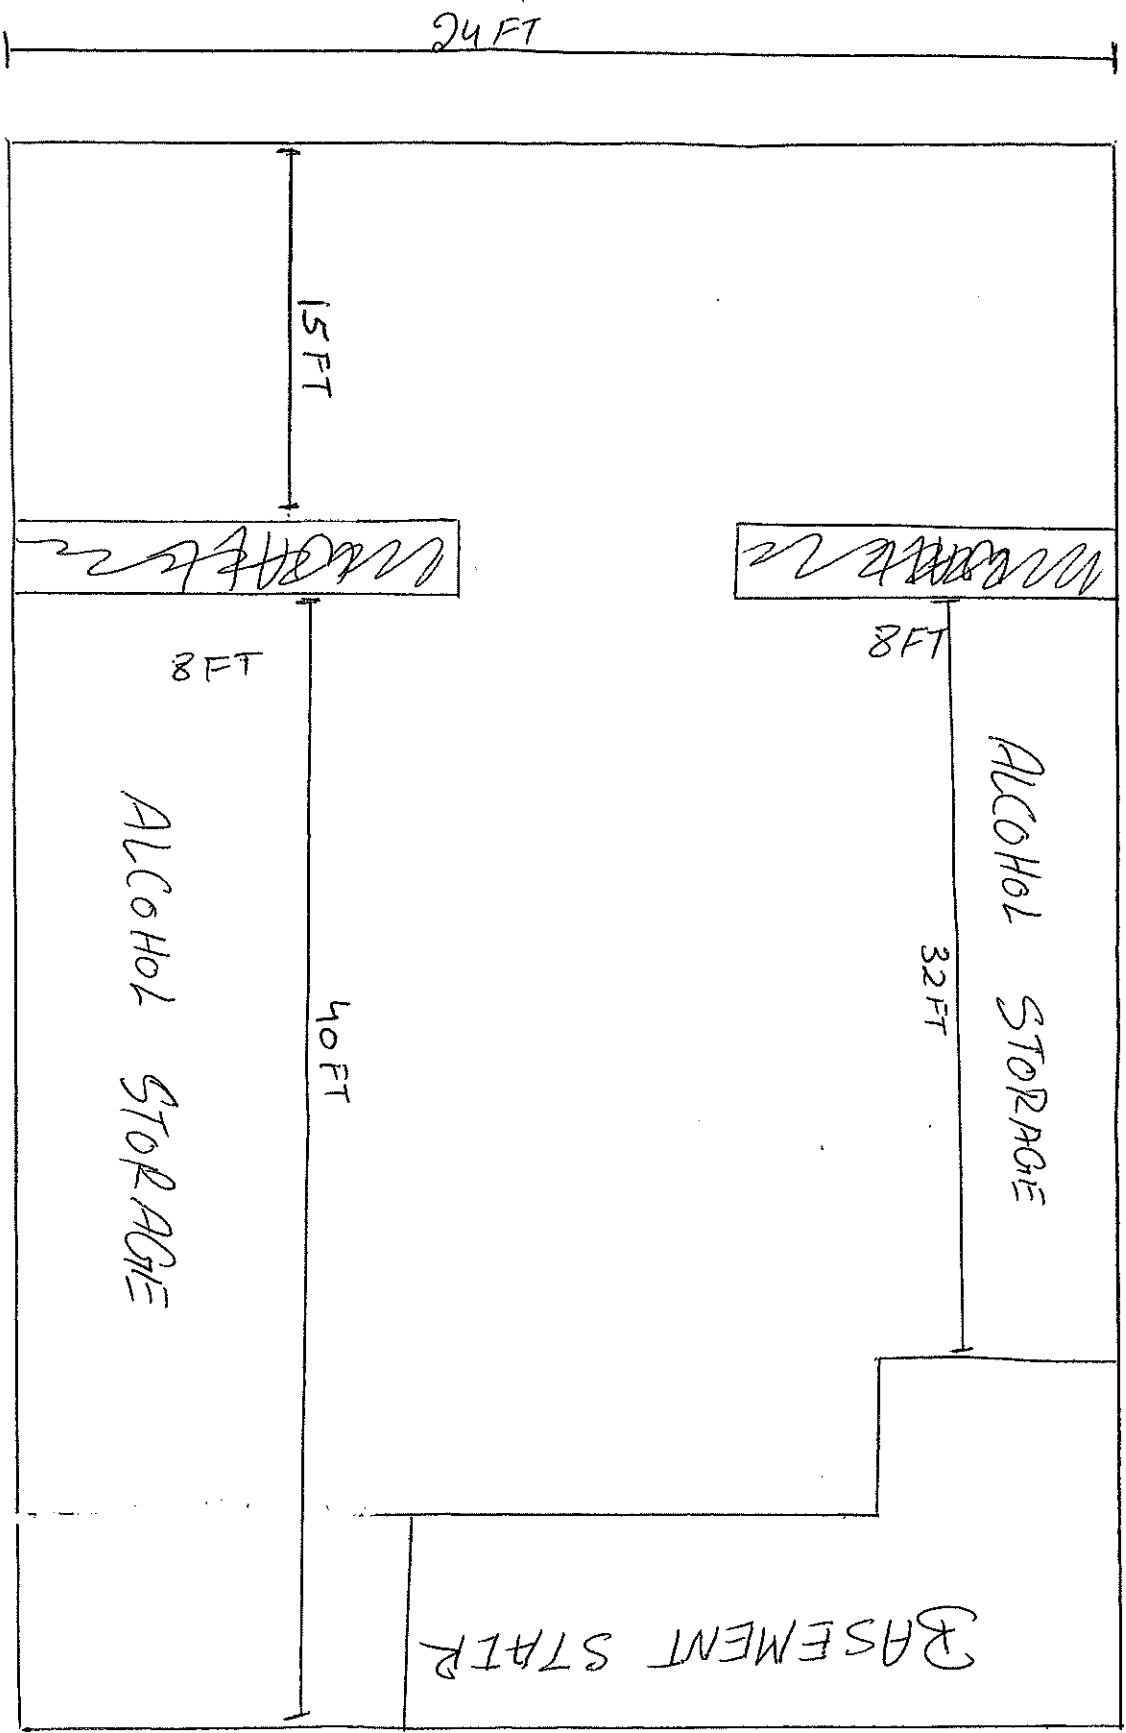 24 FT
15 FT
8 FT
8 FT
ALCOHOL STORAGE
32 FT
ALCOHOL STORAGE
40 FT
BASEMENT STAIR